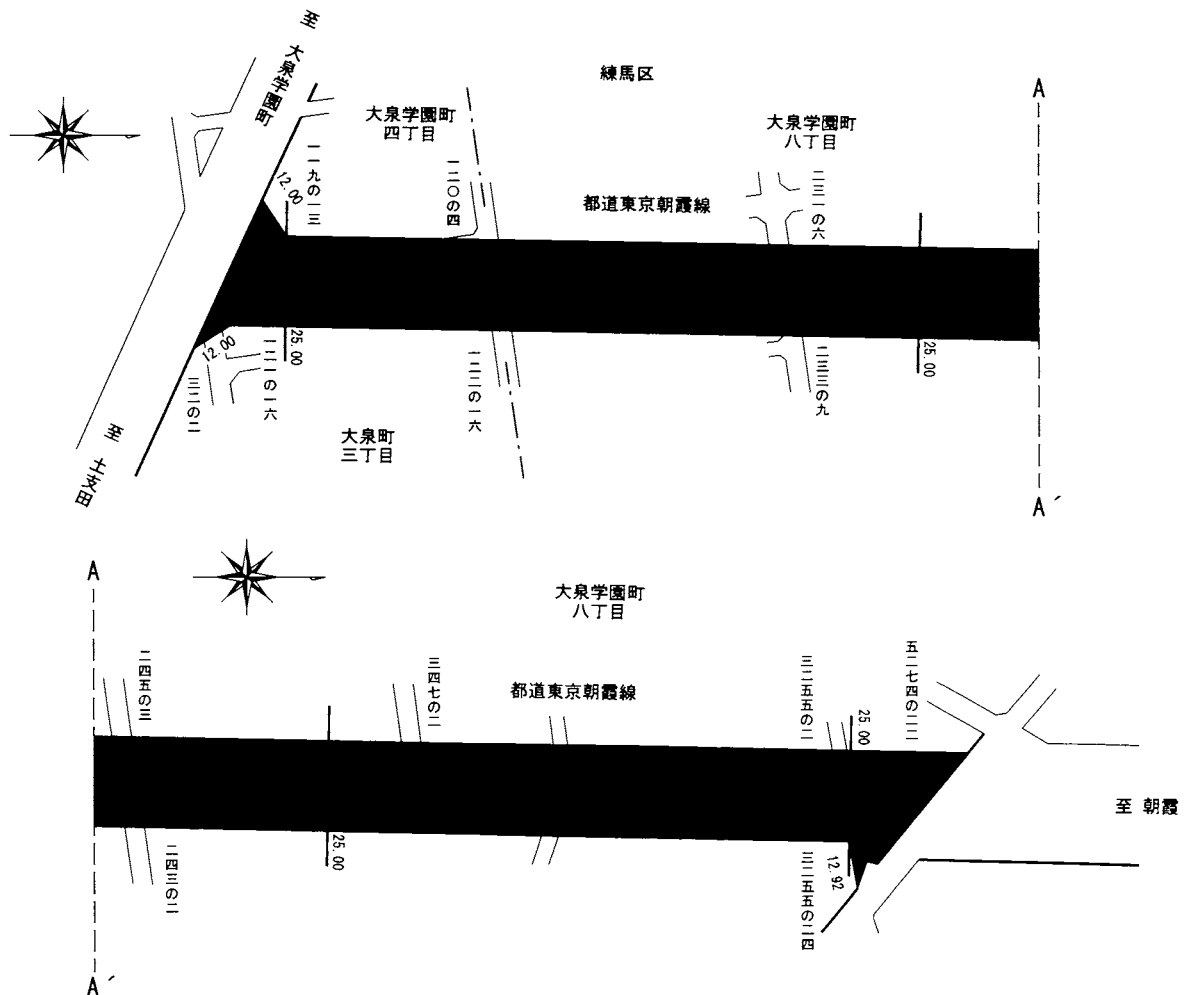 至 大泉学園町
練馬区
A
大泉学園町
四丁目
大泉学園町
八丁目
一一九の一三
12.00
一二〇の四
都道東京朝霞線
二三一の六
12.00
25.00
25.00
三二の二
一二一の一六
一二二の一六
二三三の九
大泉町
三丁目
至 土支田
A´
A
大泉学園町
八丁目
二四五の三
三四七の二
都道東京朝霞線
三二五五の二
25.00
五二七四の二二
至 朝霞
25.00
12.92
二四三の二
三二五五の二四
A´